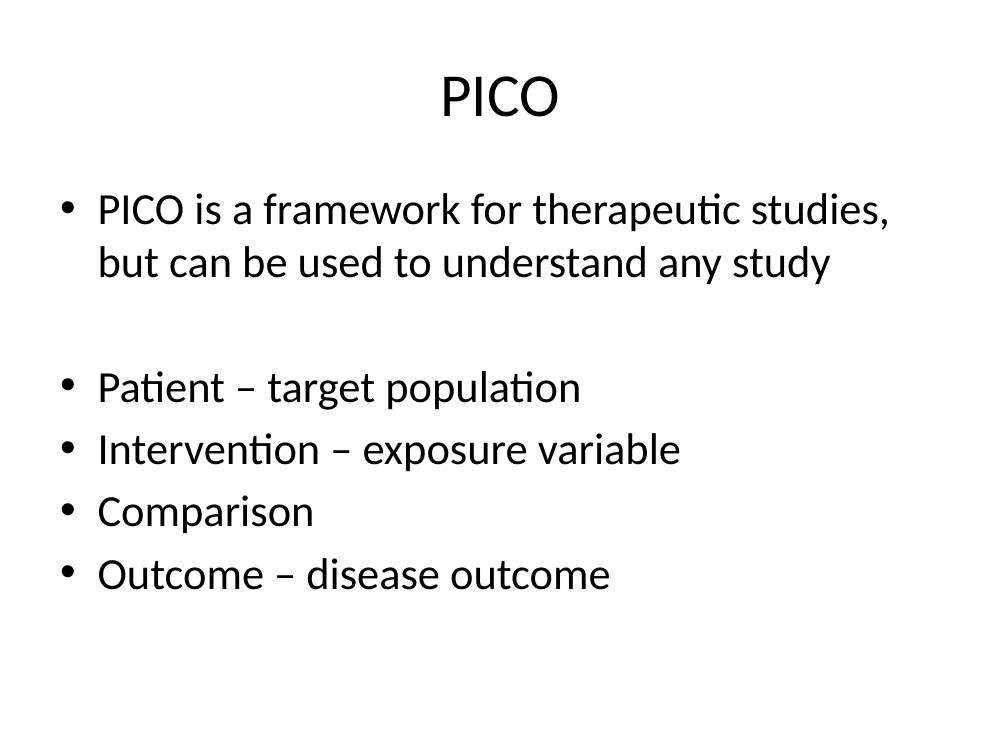 PICO
• PICO is a framework for therapeutic studies,
but can be used to understand any study
• Patient – target population
• Intervention – exposure variable
• Comparison
• Outcome – disease outcome